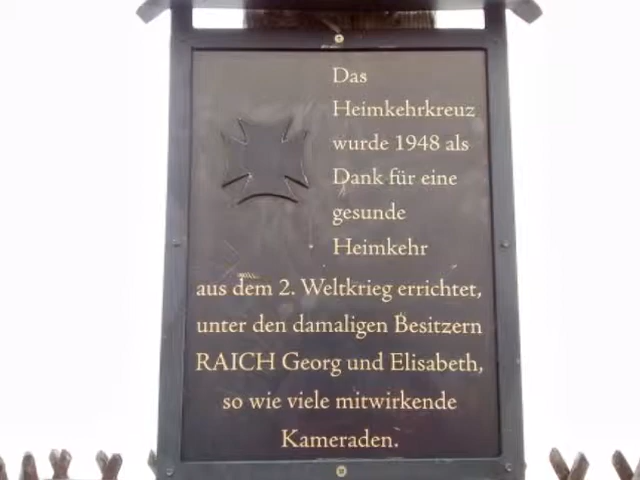 Das
Heimkehrkreuz
wurde 1948 als
Dank für eine
gesunde
Heimkehr
aus dem 2. Weltkrieg errichtet,
unter den damaligen Besitzern
RAICH Georg und Elisabeth,
so wie viele mitwirkende
Kameraden.